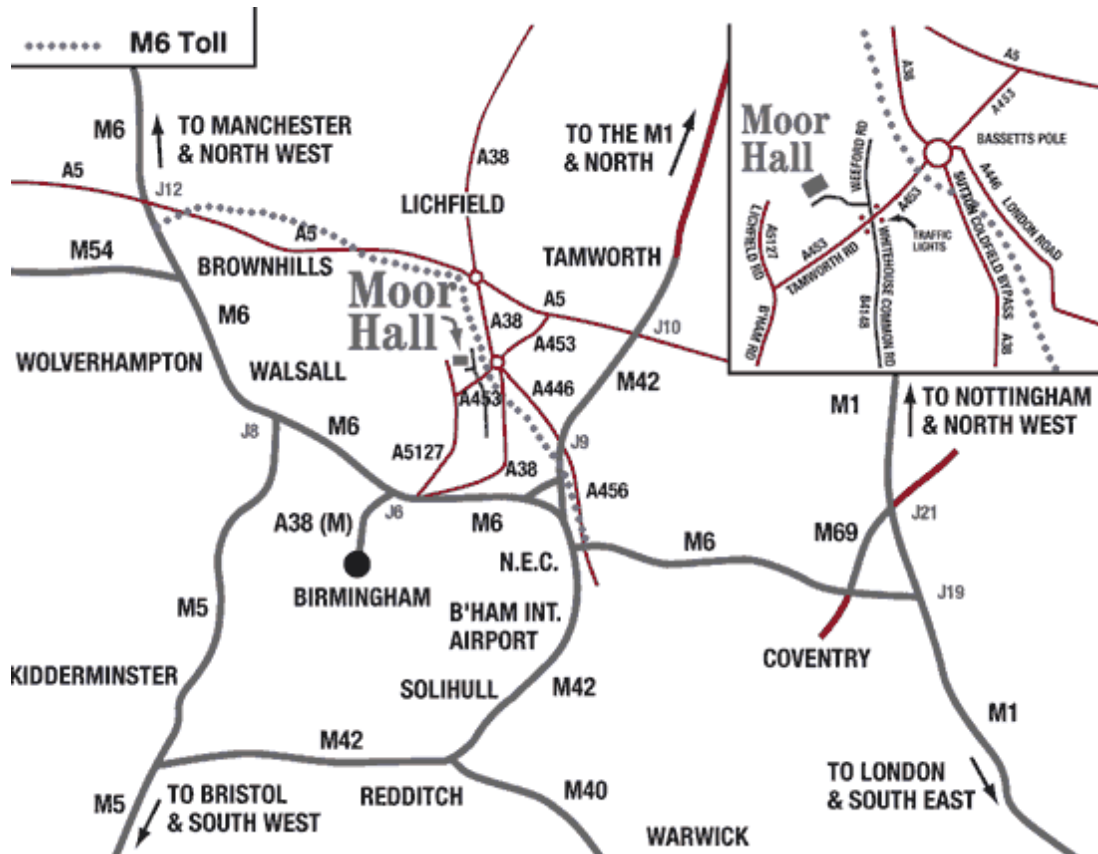 M6 Toll
M6
TO MANCHESTER
& NORTH WEST
A5
J12
A38
LICHFIELD
TO THE M1
& NORTH
A5
BROWNHILLS
M54
M6
TAMWORTH
Moor
Hall
A38
A5
A453
J10
WOLVERHAMPTON
WALSALL
A453
A446
M42
M6
J8
A5127
A38
J9
A456
A38 (M)
J6
M6
N.E.C.
M6
BIRMINGHAM
B'HAM INT.
AIRPORT
M5
KIDDERMINSTER
SOLIHULL
M42
M42
REDDITCH
M40
WARWICK
M5
TO BRISTOL
& SOUTH WEST
M1
TO NOTTINGHAM
& NORTH WEST
M69
J21
J19
COVENTRY
M1
TO LONDON
& SOUTH EAST
A38
A5
A453
BASSETTS POLE
Moor
Hall
WEEFORD RD
A446
LONDON ROAD
A453
TRAFFIC
LIGHTS
SUTTON COLDFIELD BYPASS
A38
LICHFIELD RD
A5127
A453
TAMWORTH RD
B'HAM RD
WHITEHOUSE COMMON RD
B4148